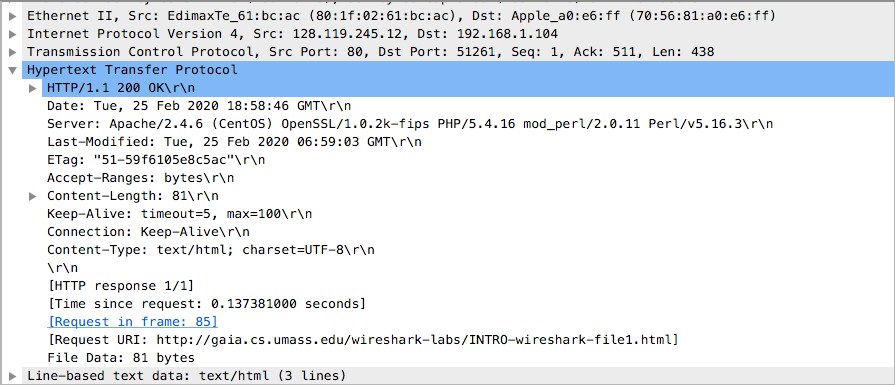 Ethernet II, Src: EdimaxTe_61:bc:ac (80:1f:02:61:bc:ac), Dst: Apple_a0:e6:ff (70:56:81:a0:e6:ff)
Internet Protocol Version 4, Src: 128.119.245.12, Dst: 192.168.1.104
Transmission Control Protocol, Src Port: 80, Dst Port: 51261, Seq: 1, Ack: 511, Len: 438
Hypertext Transfer Protocol
HTTP/1.1 200 OK\r\n
Date: Tue, 25 Feb 2020 18:58:46 GMT\r\n
Server: Apache/2.4.6 (CentOS) OpenSSL/1.0.2k-fips PHP/5.4.16 mod_perl/2.0.11 Perl/v5.16.3\r\n
Last-Modified: Tue, 25 Feb 2020 06:59:03 GMT\r\n
ETag: "51-59f6105e8c5ac"\r\n
Accept-Ranges: bytes\r\n
Content-Length: 81\r\n
Keep-Alive: timeout=5, max=100\r\n
Connection: Keep-Alive\r\n
Content-Type: text/html; charset=UTF-8\r\n
\r\n
[HTTP response 1/1]
[Time since request: 0.137381000 seconds]
[Request in frame: 85]
[Request URI: http://gaia.cs.umass.edu/wireshark-labs/INTRO-wireshark-file1.html]
File Data: 81 bytes
Line-based text data: text/html (3 lines)